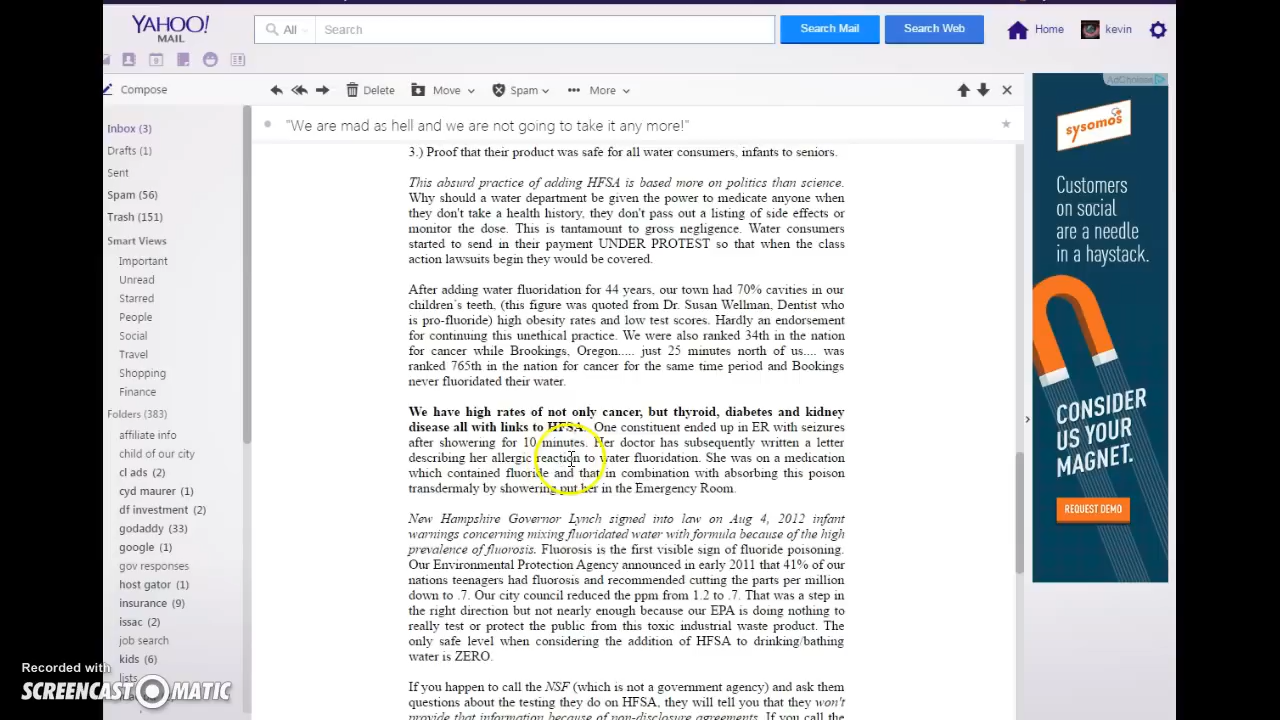 YAHOO!
MAIL
All
Search
Search Mail
Search Web
Home
kevin
Compose
Delete
Move
Spam
More
AdChoices
Inbox (3)
Drafts (1)
Sent
Spam (56)
Trash (151)
Smart Views
Important
Unread
Starred
People
Social
Travel
Shopping
Finance
Folders (383)
affiliate info
child of our city
cl ads (2)
cyd maurer (1)
df investment (2)
godaddy (33)
google (1)
gov responses
host gator (1)
insurance (9)
issac (2)
job search
kids (6)
lists
"We are mad as hell and we are not going to take it any more!"
3.) Proof that their product was safe for all water consumers, infants to seniors.
This absurd practice of adding HFSA is based more on politics than science.
Why should a water department be given the power to medicate anyone when
they don't take a health history, they don't pass out a listing of side effects or
monitor the dose. This is tantamount to gross negligence. Water consumers
started to send in their payment UNDER PROTEST so that when the class
action lawsuits begin they would be covered.
After adding water fluoridation for 44 years, our town had 70% cavities in our
children's teeth, (this figure was quoted from Dr. Susan Wellman, Dentist who
is pro-fluoride) high obesity rates and low test scores. Hardly an endorsement
for continuing this unethical practice. We were also ranked 34th in the nation
for cancer while Brookings, Oregon..... just 25 minutes north of us.... was
ranked 765th in the nation for cancer for the same time period and Bookings
never fluoridated their water.
We have high rates of not only cancer, but thyroid, diabetes and kidney
disease all with links to HFSA. One constituent ended up in ER with seizures
after showering for 10 minutes. Her doctor has subsequently written a letter
describing her allergic reaction to water fluoridation. She was on a medication
which contained fluoride and that in combination with absorbing this poison
transdermaly by showering put her in the Emergency Room.
New Hampshire Governor Lynch signed into law on Aug 4, 2012 infant
warnings concerning mixing fluoridated water with formula because of the high
prevalence of fluorosis. Fluorosis is the first visible sign of fluoride poisoning.
Our Environmental Protection Agency announced in early 2011 that 41% of our
nations teenagers had fluorosis and recommended cutting the parts per million
down to .7. Our city council reduced the ppm from 1.2 to .7. That was a step in
the right direction but not nearly enough because our EPA is doing nothing to
really test or protect the public from this toxic industrial waste product. The
only safe level when considering the addition of HFSA to drinking/bathing
water is ZERO.
If you happen to call the NSF (which is not a government agency) and ask them
questions about the testing they do on HFSA, they will tell you that they won't
provide that information because of non-disclosure agreements. If you call the
sysomos
Customers
on social
are a needle
in a haystack.
CONSIDER
US YOUR
MAGNET.
REQUEST DEMO
Recorded with
SCREENCAST-O-MATIC